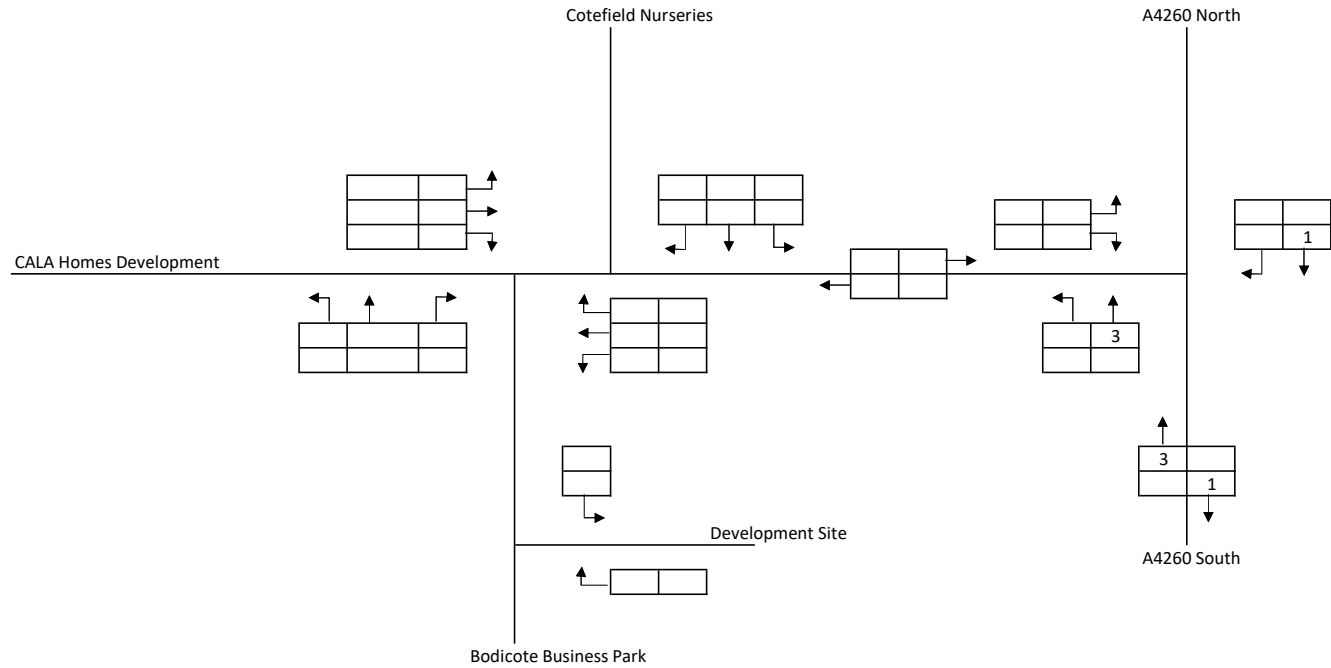 Cotefield Nurseries
A4260 North
1
CALA Homes Development
3
3
1
Development Site
A4260 South
Bodicote Business Park